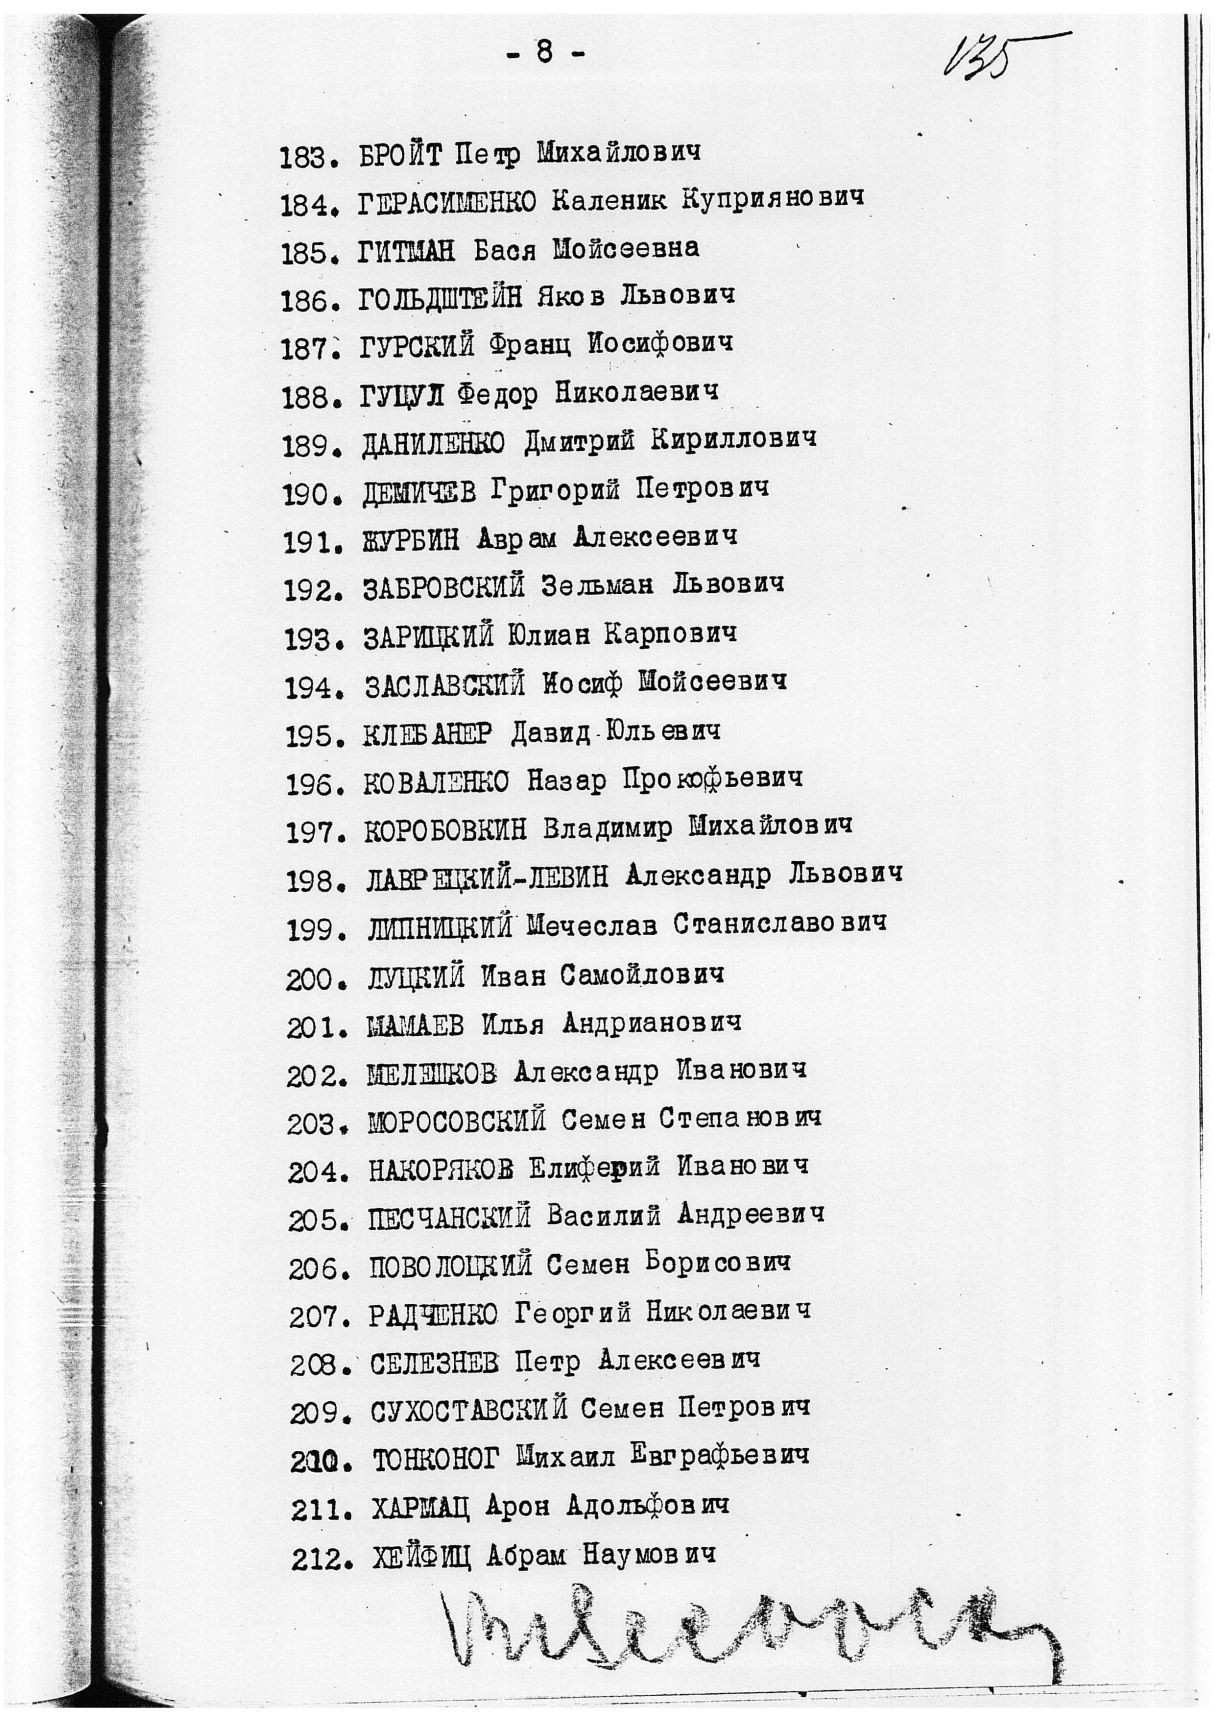 - 8 -
135
183. БРОЙТ Петр Михайлович
184. ГЕРАСИМЕНКО Каленик Куприянович
185. ГИТМАН Бася Мойсеевна
186. ГОЛЬДШТЕЙН Яков Львович
187. ГУРСКИЙ Франц Иосифович
188. ГУЦУЛ Федор Николаевич
189. ДАНИЛЕНКО Дмитрий Кириллович
190. ДЕМИЧЕВ Григорий Петрович
191. ЖУРБИН Аврам Алексеевич
192. ЗАБРОВСКИЙ Зельман Львович
193. ЗАРИЦКИЙ Юлиан Карпович
194. ЗАСЛАВСКИЙ Иосиф Мойсеевич
195. КЛЕБАНЕР Давид Юльевич
196. КОВАЛЕНКО Назар Прокофьевич
197. КОРОБОВКИН Владимир Михайлович
198. ЛАВРЕЦКИЙ-ЛЕВИН Александр Львович
199. ЛИПНИЦКИЙ Мечеслав Станиславович
200. ЛУЦКИЙ Иван Самойлович
201. МАМАЕВ Илья Андрианович
202. МЕЛЕШКОВ Александр Иванович
203. МОРОСОВСКИЙ Семен Степанович
204. НАКОРЯКОВ Елиферий Иванович
205. ПЕСЧАНСКИЙ Василий Андреевич
206. ПОВОЛОЦКИЙ Семен Борисович
207. РАДЧЕНКО Георгий Николаевич
208. СЕЛЕЗНЕВ Петр Алексеевич
209. СУХОСТАВСКИЙ Семен Петрович
210. ТОНКОНОГ Михаил Евграфьевич
211. ХАРМАЦ Арон Адольфович
212. ХЕЙФИЦ Абрам Наумович